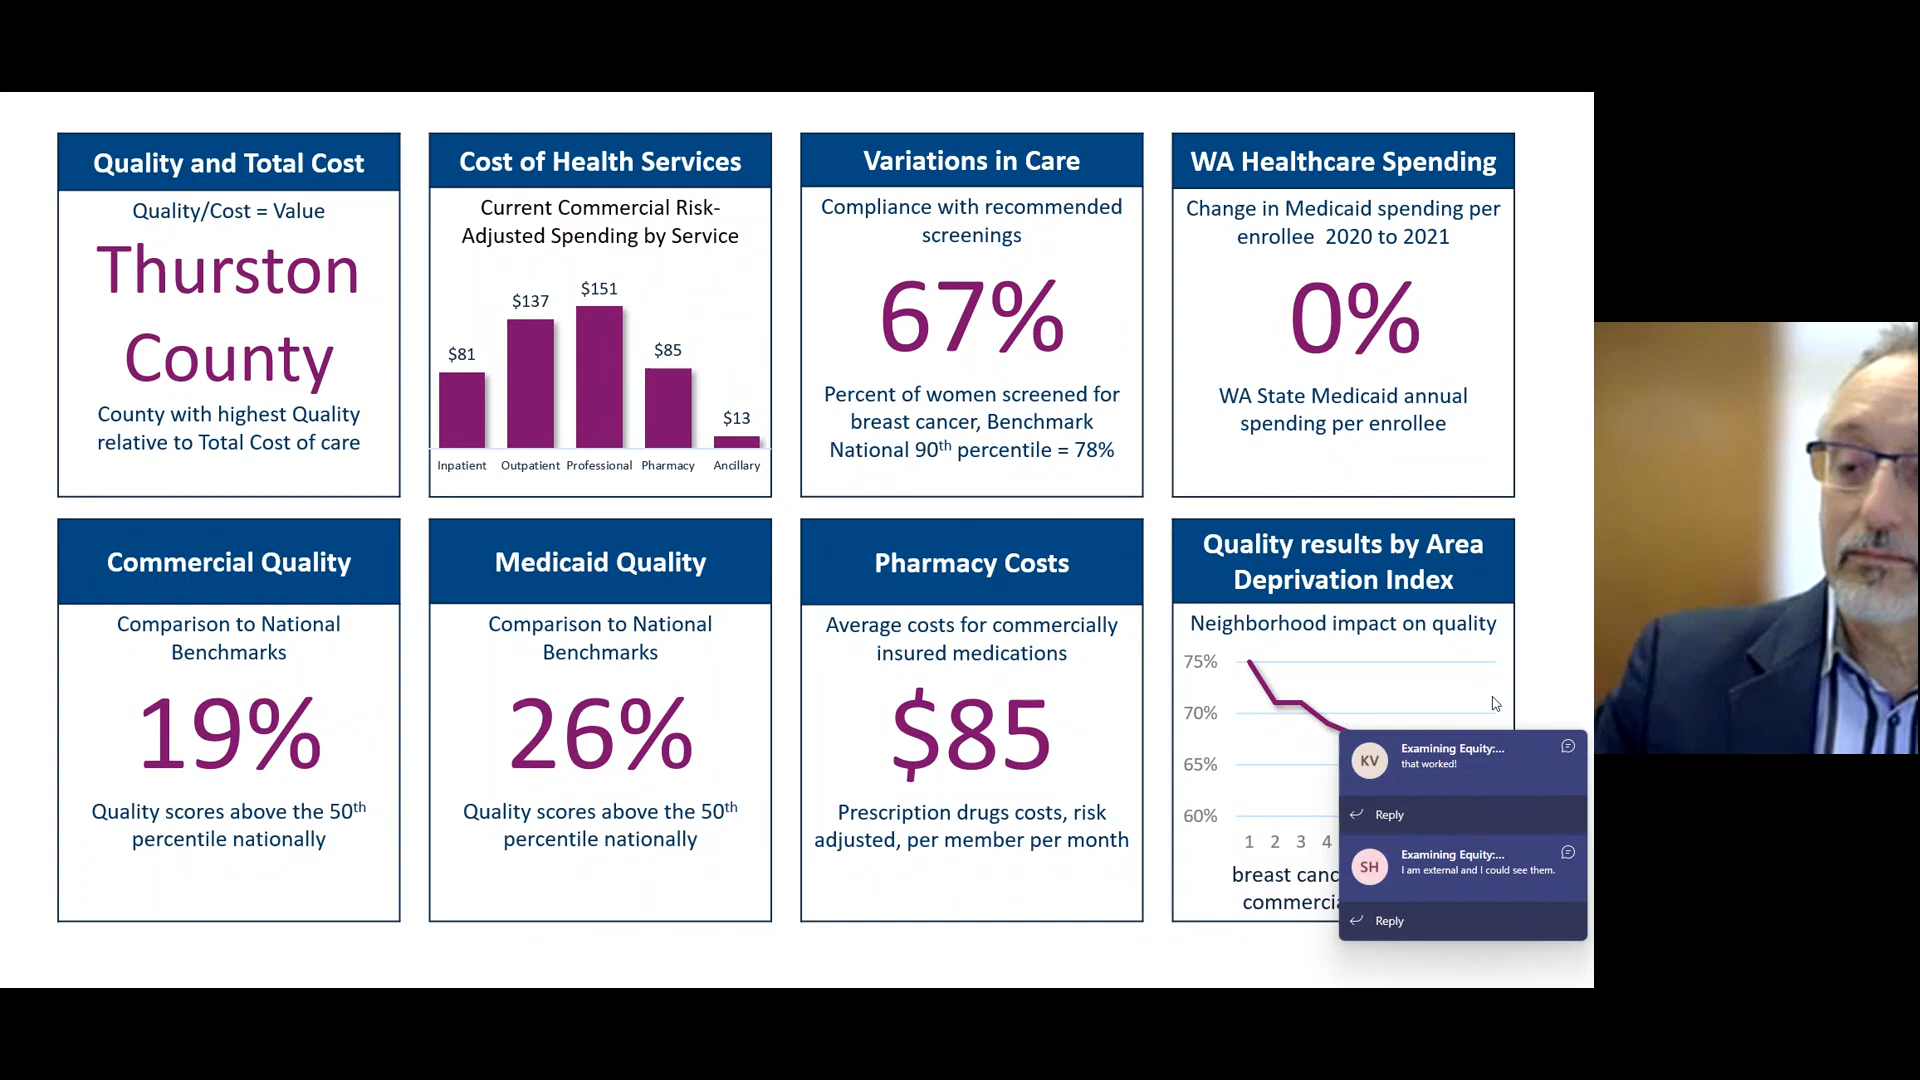 Quality and Total Cost
Quality/Cost = Value
Thurston
County
County with highest Quality
relative to Total Cost of care
Cost of Health Services
Current Commercial Risk-
Adjusted Spending by Service
$81
$137
$151
$85
$13
Inpatient
Outpatient
Professional
Pharmacy
Ancillary
Variations in Care
Compliance with recommended
screenings
67%
Percent of women screened for
breast cancer, Benchmark
National 90th percentile = 78%
WA Healthcare Spending
Change in Medicaid spending per
enrollee 2020 to 2021
0%
WA State Medicaid annual
spending per enrollee
Commercial Quality
Comparison to National
Benchmarks
19%
Quality scores above the 50th
percentile nationally
Medicaid Quality
Comparison to National
Benchmarks
26%
Quality scores above the 50th
percentile nationally
Pharmacy Costs
Average costs for commercially
insured medications
$85
Prescription drugs costs, risk
adjusted, per member per month
Quality results by Area
Deprivation Index
Neighborhood impact on quality
75%
70%
65%
60%
1 2 3 4
breast
KV
Examining Equity:...
that worked!
Reply
SH
Examining Equity:...
I am external and I could see them.
Reply